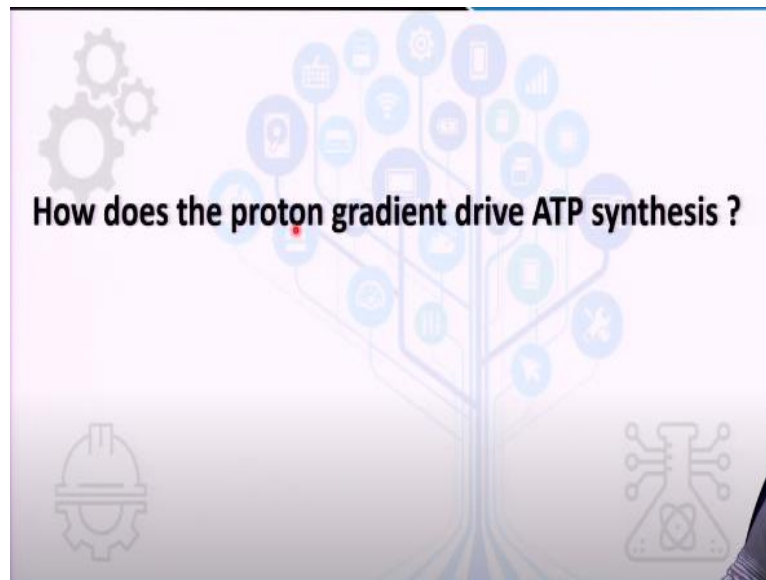 How does the proton gradient drive ATP synthesis ?